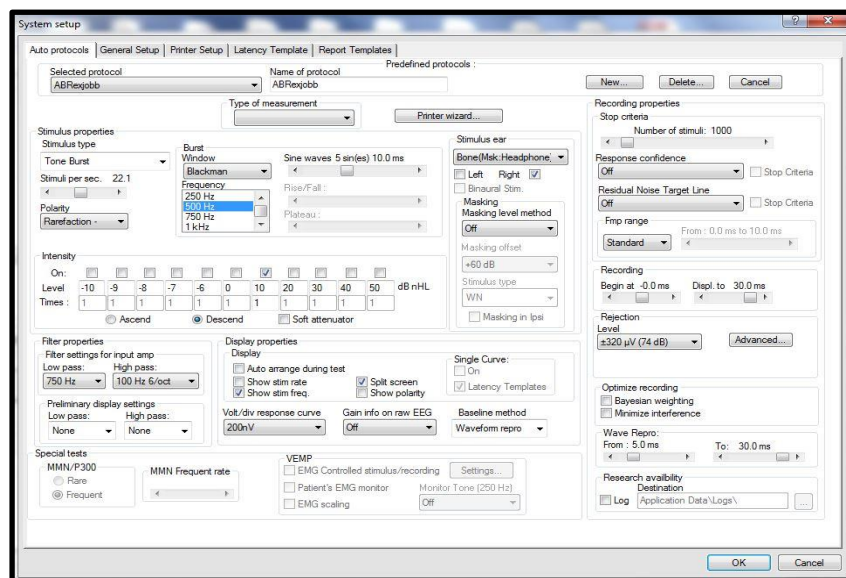 System setup
Auto protocols General Setup Printer Setup Latency Template Report Templates
Predefined protocols :
Selected protocol
ABRexjobb
Name of protocol
ABRexjobb
New... Delete... Cancel
Type of measurement
Printer wizard...
Stimulus properties
Stimulus type
Tone Burst
Stimuli per sec. 22.1
Polarity
Rarefaction -
Burst
Window
Blackman
Frequency
250 Hz
500 Hz
750 Hz
1 kHz
Sine waves 5 sin(es) 10.0 ms
Rise/Fall :
Plateau :
Stimulus ear
Bone(Msk:Headphone)
Left Right
Binaural Stim.
Masking
Masking level method
Off
Masking offset
+60 dB
Stimulus type
WN
Masking in Ipsi
Intensity
On:
Level -10 -9 -8 -7 -6 0 10 20 30 40 50 dB nHL
Times : 1 1 1 1 1 1 1 1 1 1 1
Ascend Descend Soft attenuator
Filter properties
Filter settings for input amp
Low pass: High pass:
750 Hz 100 Hz 6/oct
Preliminary display settings
Low pass: High pass:
None None
Display properties
Display
Auto arrange during test
Show stim rate Split screen
Show stim freq. Show polarity
Single Curve:
On
Latency Templates
Volt/div response curve
200nV
Gain info on raw EEG
Off
Baseline method
Waveform repro
Special tests
MMN/P300
Rare
Frequent
MMN Frequent rate
VEMP
EMG Controlled stimulus/recording Settings...
Patient's EMG monitor Monitor Tone (250 Hz)
EMG scaling Off
Recording properties
Stop criteria
Number of stimuli: 1000
Response confidence
Off Stop Criteria
Residual Noise Target Line
Off Stop Criteria
Fmp range
Standard From : 0.0 ms to 10.0 ms
Recording
Begin at -0.0 ms Displ. to 30.0 ms
Rejection
Level
±320 µV (74 dB) Advanced...
Optimize recording
Bayesian weighting
Minimize interference
Wave Repro:
From : 5.0 ms To: 30.0 ms
Research availbility
Destination
Log Application Data\Logs\ ...
OK Cancel